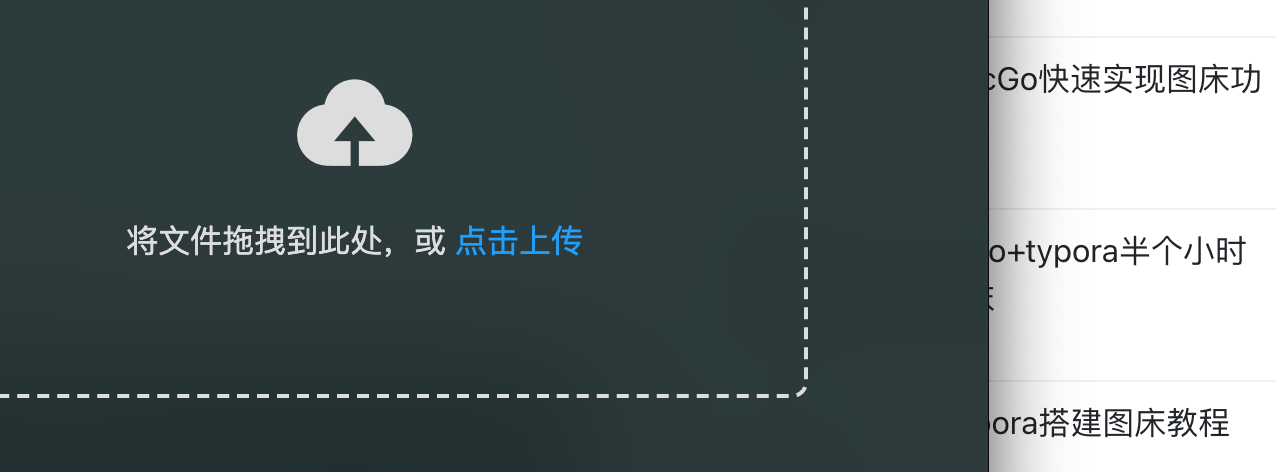 将文件拖拽到此处，或 点击上传
cGo快速实现图床功
o+typora半个小时
ora搭建图床教程